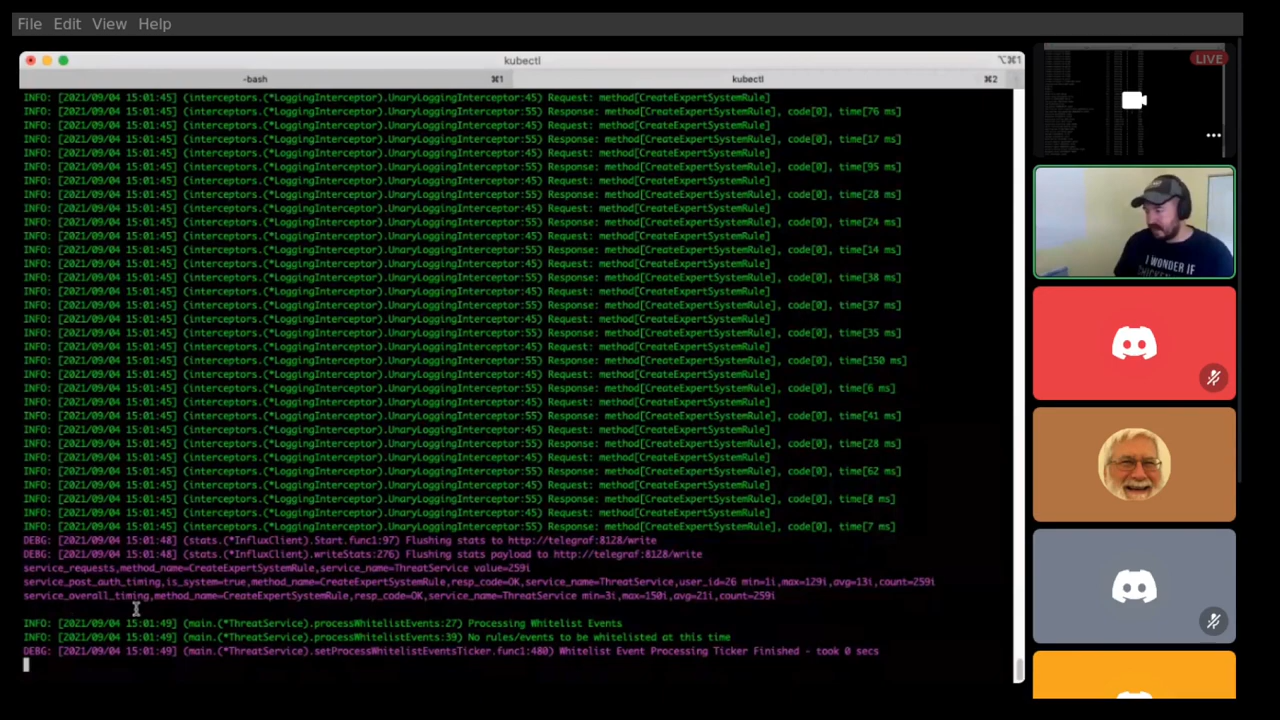 File Edit View Help
kubectl
⌥⌘1
-bash ⌘1 kubectl ⌘2
INFO: [2021/09/04 15:01:45] (interceptors.(*LoggingInterceptor).UnaryLoggingInterceptor:45) Request: method[CreateExpertSystemRule]
INFO: [2021/09/04 15:01:45] (interceptors.(*LoggingInterceptor).UnaryLoggingInterceptor:55) Response: method[CreateExpertSystemRule], code[0], time[76 ms]
INFO: [2021/09/04 15:01:45] (interceptors.(*LoggingInterceptor).UnaryLoggingInterceptor:45) Request: method[CreateExpertSystemRule]
INFO: [2021/09/04 15:01:45] (interceptors.(*LoggingInterceptor).UnaryLoggingInterceptor:55) Response: method[CreateExpertSystemRule], code[0], time[17 ms]
INFO: [2021/09/04 15:01:45] (interceptors.(*LoggingInterceptor).UnaryLoggingInterceptor:45) Request: method[CreateExpertSystemRule]
INFO: [2021/09/04 15:01:45] (interceptors.(*LoggingInterceptor).UnaryLoggingInterceptor:55) Response: method[CreateExpertSystemRule], code[0], time[95 ms]
INFO: [2021/09/04 15:01:45] (interceptors.(*LoggingInterceptor).UnaryLoggingInterceptor:45) Request: method[CreateExpertSystemRule]
INFO: [2021/09/04 15:01:45] (interceptors.(*LoggingInterceptor).UnaryLoggingInterceptor:55) Response: method[CreateExpertSystemRule], code[0], time[28 ms]
INFO: [2021/09/04 15:01:45] (interceptors.(*LoggingInterceptor).UnaryLoggingInterceptor:45) Request: method[CreateExpertSystemRule]
INFO: [2021/09/04 15:01:45] (interceptors.(*LoggingInterceptor).UnaryLoggingInterceptor:55) Response: method[CreateExpertSystemRule], code[0], time[24 ms]
INFO: [2021/09/04 15:01:45] (interceptors.(*LoggingInterceptor).UnaryLoggingInterceptor:45) Request: method[CreateExpertSystemRule]
INFO: [2021/09/04 15:01:45] (interceptors.(*LoggingInterceptor).UnaryLoggingInterceptor:55) Response: method[CreateExpertSystemRule], code[0], time[14 ms]
INFO: [2021/09/04 15:01:45] (interceptors.(*LoggingInterceptor).UnaryLoggingInterceptor:45) Request: method[CreateExpertSystemRule]
INFO: [2021/09/04 15:01:45] (interceptors.(*LoggingInterceptor).UnaryLoggingInterceptor:55) Response: method[CreateExpertSystemRule], code[0], time[38 ms]
INFO: [2021/09/04 15:01:45] (interceptors.(*LoggingInterceptor).UnaryLoggingInterceptor:45) Request: method[CreateExpertSystemRule]
INFO: [2021/09/04 15:01:45] (interceptors.(*LoggingInterceptor).UnaryLoggingInterceptor:55) Response: method[CreateExpertSystemRule], code[0], time[37 ms]
INFO: [2021/09/04 15:01:45] (interceptors.(*LoggingInterceptor).UnaryLoggingInterceptor:45) Request: method[CreateExpertSystemRule]
INFO: [2021/09/04 15:01:45] (interceptors.(*LoggingInterceptor).UnaryLoggingInterceptor:55) Response: method[CreateExpertSystemRule], code[0], time[35 ms]
INFO: [2021/09/04 15:01:45] (interceptors.(*LoggingInterceptor).UnaryLoggingInterceptor:45) Request: method[CreateExpertSystemRule]
INFO: [2021/09/04 15:01:45] (interceptors.(*LoggingInterceptor).UnaryLoggingInterceptor:55) Response: method[CreateExpertSystemRule], code[0], time[150 ms]
INFO: [2021/09/04 15:01:45] (interceptors.(*LoggingInterceptor).UnaryLoggingInterceptor:45) Request: method[CreateExpertSystemRule]
INFO: [2021/09/04 15:01:45] (interceptors.(*LoggingInterceptor).UnaryLoggingInterceptor:55) Response: method[CreateExpertSystemRule], code[0], time[6 ms]
INFO: [2021/09/04 15:01:45] (interceptors.(*LoggingInterceptor).UnaryLoggingInterceptor:45) Request: method[CreateExpertSystemRule]
INFO: [2021/09/04 15:01:45] (interceptors.(*LoggingInterceptor).UnaryLoggingInterceptor:55) Response: method[CreateExpertSystemRule], code[0], time[41 ms]
INFO: [2021/09/04 15:01:45] (interceptors.(*LoggingInterceptor).UnaryLoggingInterceptor:45) Request: method[CreateExpertSystemRule]
INFO: [2021/09/04 15:01:45] (interceptors.(*LoggingInterceptor).UnaryLoggingInterceptor:55) Response: method[CreateExpertSystemRule], code[0], time[28 ms]
INFO: [2021/09/04 15:01:45] (interceptors.(*LoggingInterceptor).UnaryLoggingInterceptor:45) Request: method[CreateExpertSystemRule]
INFO: [2021/09/04 15:01:45] (interceptors.(*LoggingInterceptor).UnaryLoggingInterceptor:55) Response: method[CreateExpertSystemRule], code[0], time[62 ms]
INFO: [2021/09/04 15:01:45] (interceptors.(*LoggingInterceptor).UnaryLoggingInterceptor:45) Request: method[CreateExpertSystemRule]
INFO: [2021/09/04 15:01:45] (interceptors.(*LoggingInterceptor).UnaryLoggingInterceptor:55) Response: method[CreateExpertSystemRule], code[0], time[8 ms]
INFO: [2021/09/04 15:01:45] (interceptors.(*LoggingInterceptor).UnaryLoggingInterceptor:45) Request: method[CreateExpertSystemRule]
INFO: [2021/09/04 15:01:45] (interceptors.(*LoggingInterceptor).UnaryLoggingInterceptor:55) Response: method[CreateExpertSystemRule], code[0], time[7 ms]
DEBG: [2021/09/04 15:01:48] (stats.(*InfluxClient).Start.func1:97) Flushing stats to http://telegraf:8128/write
DEBG: [2021/09/04 15:01:48] (stats.(*InfluxClient).writeStats:276) Flushing stats payload to http://telegraf:8128/write
service_requests,method_name=CreateExpertSystemRule,service_name=ThreatService value=259i
service_post_auth_timing,is_system=true,method_name=CreateExpertSystemRule,resp_code=OK,service_name=ThreatService,user_id=26 min=1i,max=129i,avg=13i,count=259i
service_overall_timing,method_name=CreateExpertSystemRule,resp_code=OK,service_name=ThreatService min=3i,max=150i,avg=21i,count=259i
INFO: [2021/09/04 15:01:49] (main.(*ThreatService).processWhitelistEvents:27) Processing Whitelist Events
INFO: [2021/09/04 15:01:49] (main.(*ThreatService).processWhitelistEvents:39) No rules/events to be whitelisted at this time
DEBG: [2021/09/04 15:01:49] (main.(*ThreatService).setProcessWhitelistEventsTicker.func1:480) Whitelist Event Processing Ticker Finished - took 0 secs
LIVE
I WONDER IF